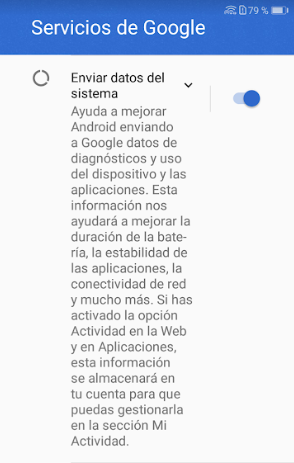 79 %
Servicios de Google
Enviar datos del
sistema
Ayuda a mejorar
Android enviando
a Google datos de
diagnósticos y uso
del dispositivo y las
aplicaciones. Esta
información nos
ayudará a mejorar la
duración de la bate-
ría, la estabilidad de
las aplicaciones, la
conectividad de red
y mucho más. Si has
activado la opción
Actividad en la Web
y en Aplicaciones,
esta información
se almacenará en
tu cuenta para que
puedas gestionarla
en la sección Mi
Actividad.